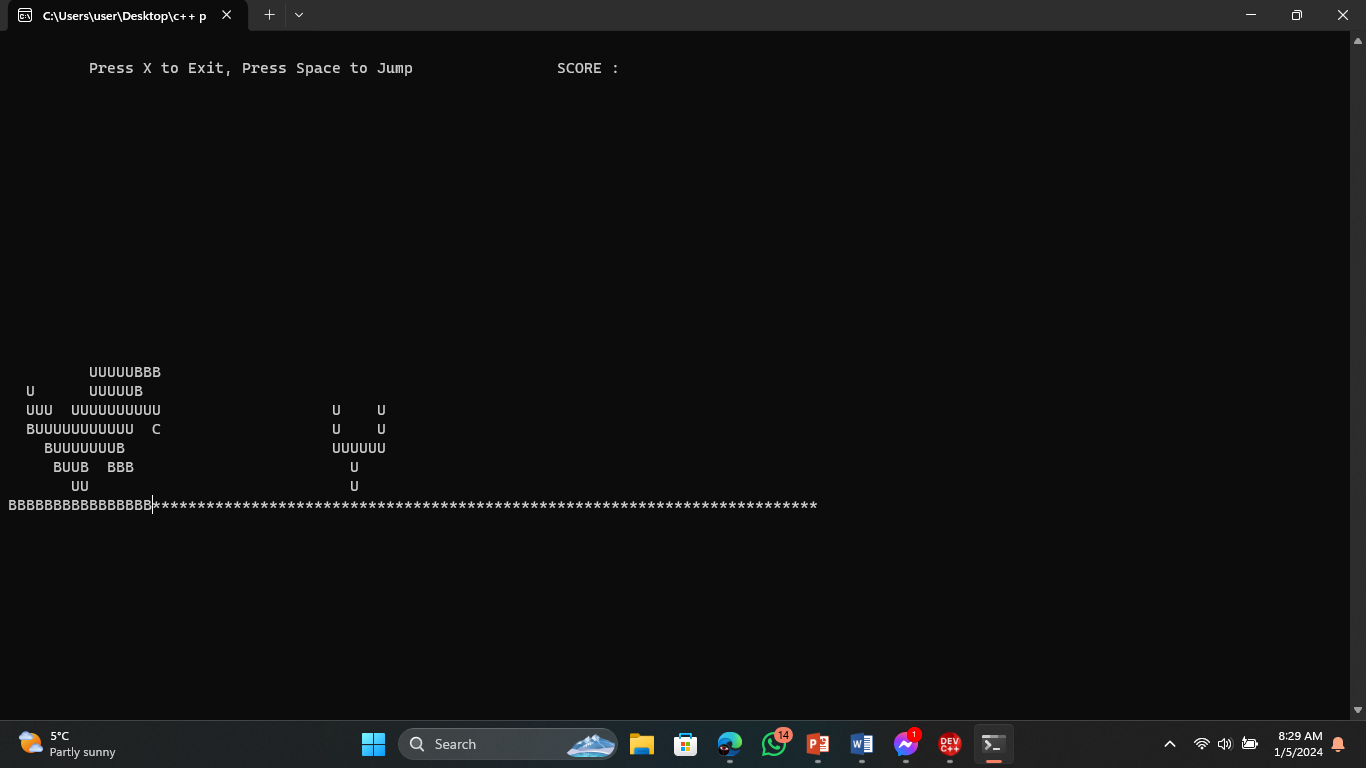 C:\Users\user\Desktop\c++ p
Press X to Exit, Press Space to Jump SCORE :
UUUUUBBB
U UUUUUB
UUU UUUUUUUUUU
U U
BUUUUUUUUUUU C
U U
BUUUUUUUB
UUUUUU
BUUB BBB
U
UU
U
BBBBBBBBBBBBBBBB**************************************************************************
5°C
Partly sunny
Search
14
1
DEV
C++
8:29 AM
1/5/2024